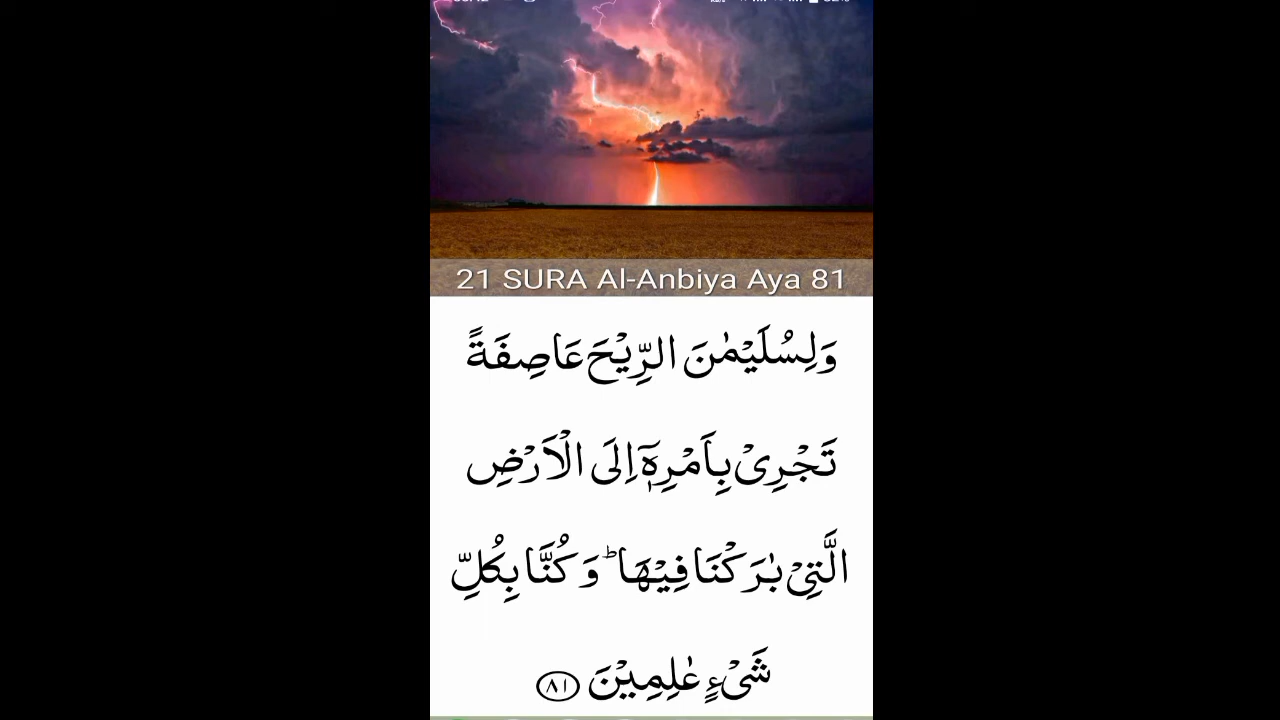 21 SURA Al-Anbiya Aya 81
وَلِسُلَيْمٰنَ الرِّيْحَ عَاصِفَةً
تَجْرِىْ بِاَمْرِهٖۤ اِلَى الْاَرْضِ
الَّتِىْ بٰرَكْنَا فِيْهَا ؕ وَكُنَّا بِكُلِّ
شَىْءٍ عٰلِمِيْنَ ﴿٨١﴾